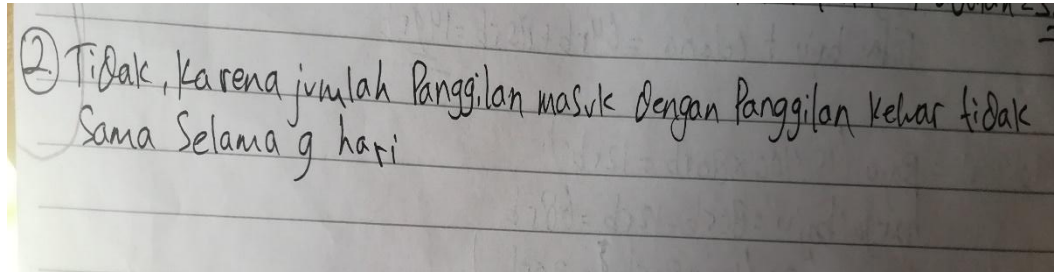 ② Tidak, karena jumlah Panggilan masuk dengan Panggilan keluar tidak
Sama Selama 9 hari